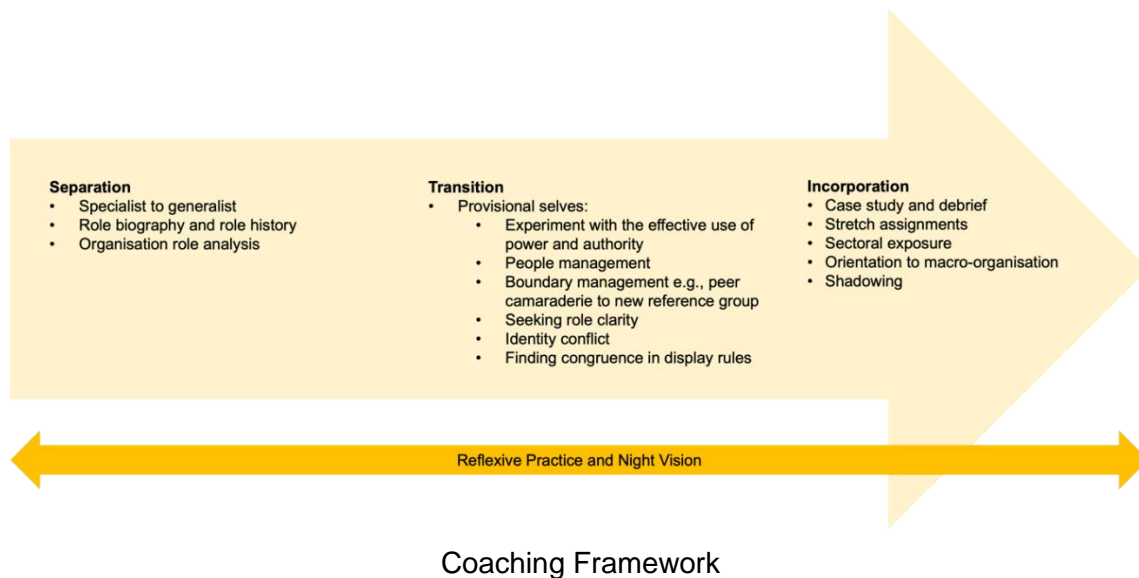 Separation
• Specialist to generalist
• Role biography and role history
• Organisation role analysis
Transition
• Provisional selves:
• Experiment with the effective use of
power and authority
• People management
• Boundary management e.g., peer
camaraderie to new reference group
• Seeking role clarity
• Identity conflict
• Finding congruence in display rules
Incorporation
• Case study and debrief
• Stretch assignments
• Sectoral exposure
• Orientation to macro-organisation
• Shadowing
Reflexive Practice and Night Vision
Coaching Framework